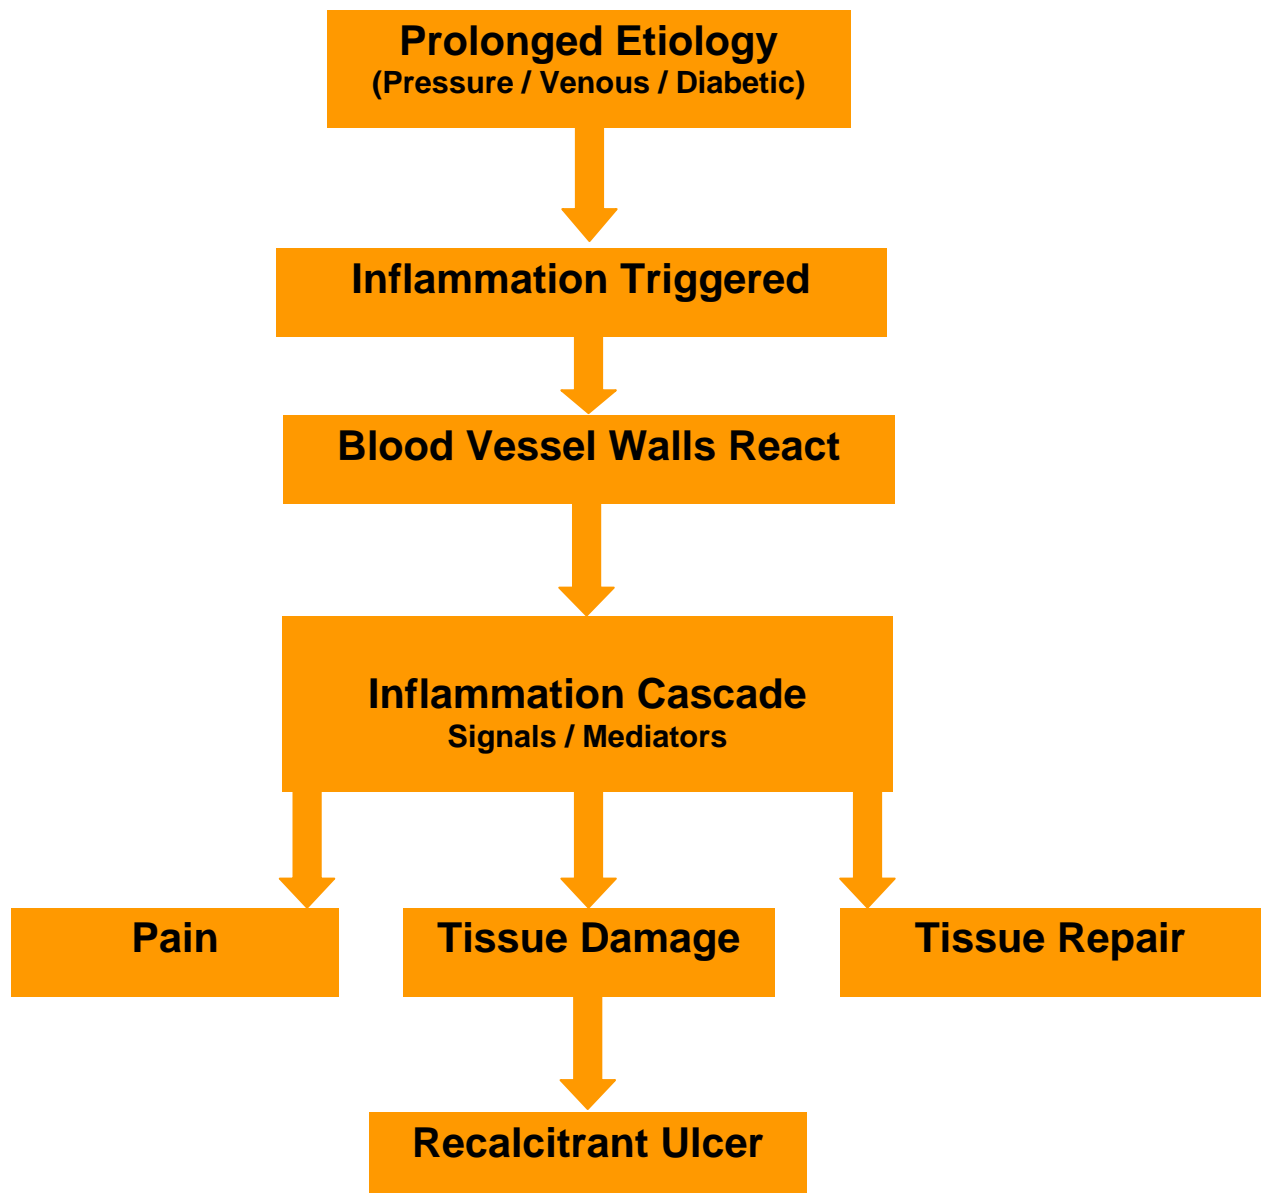 Prolonged Etiology
(Pressure / Venous / Diabetic)
Inflammation Triggered
Blood Vessel Walls React
Inflammation Cascade
Signals / Mediators
Pain
Tissue Damage
Tissue Repair
Recalcitrant Ulcer